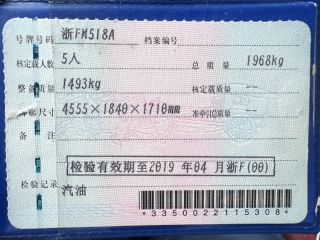 号牌号码 浙FM518A 档案编号
核定载人数 5人 总 质 量 1968kg
整备质量 1493kg 核定载质量 --
外廓尺寸 4555×1840×1710mm 准牵引总质量 --
备 注
检验有效期至2019 年04 月浙F(00)
检验记录 汽油
*3350022115308*